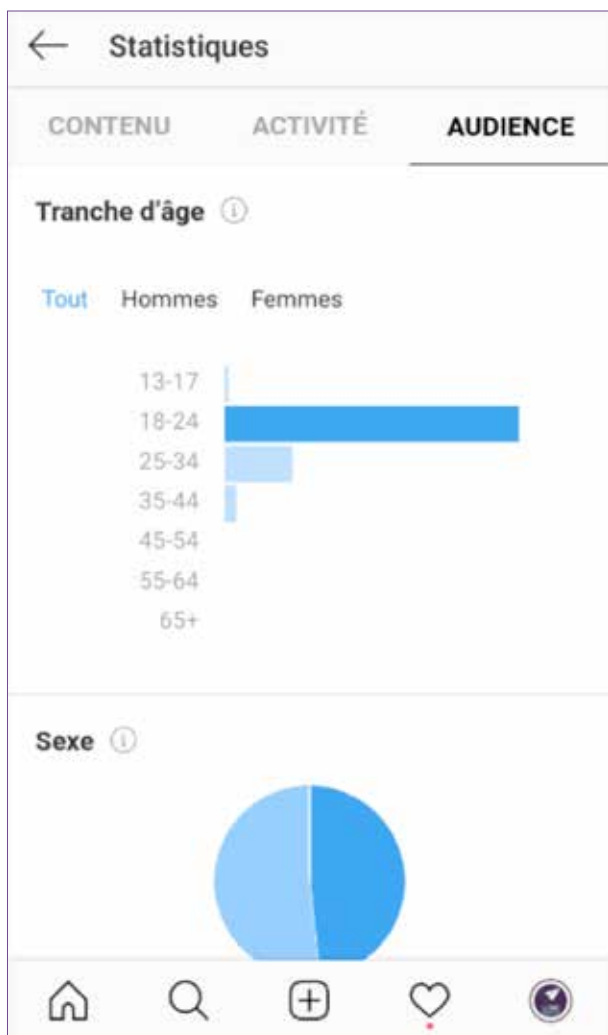 Statistiques
CONTENU ACTIVITÉ AUDIENCE
Tranche d'âge
Tout Hommes Femmes
13-17
18-24
25-34
35-44
45-54
55-64
65+
Sexe